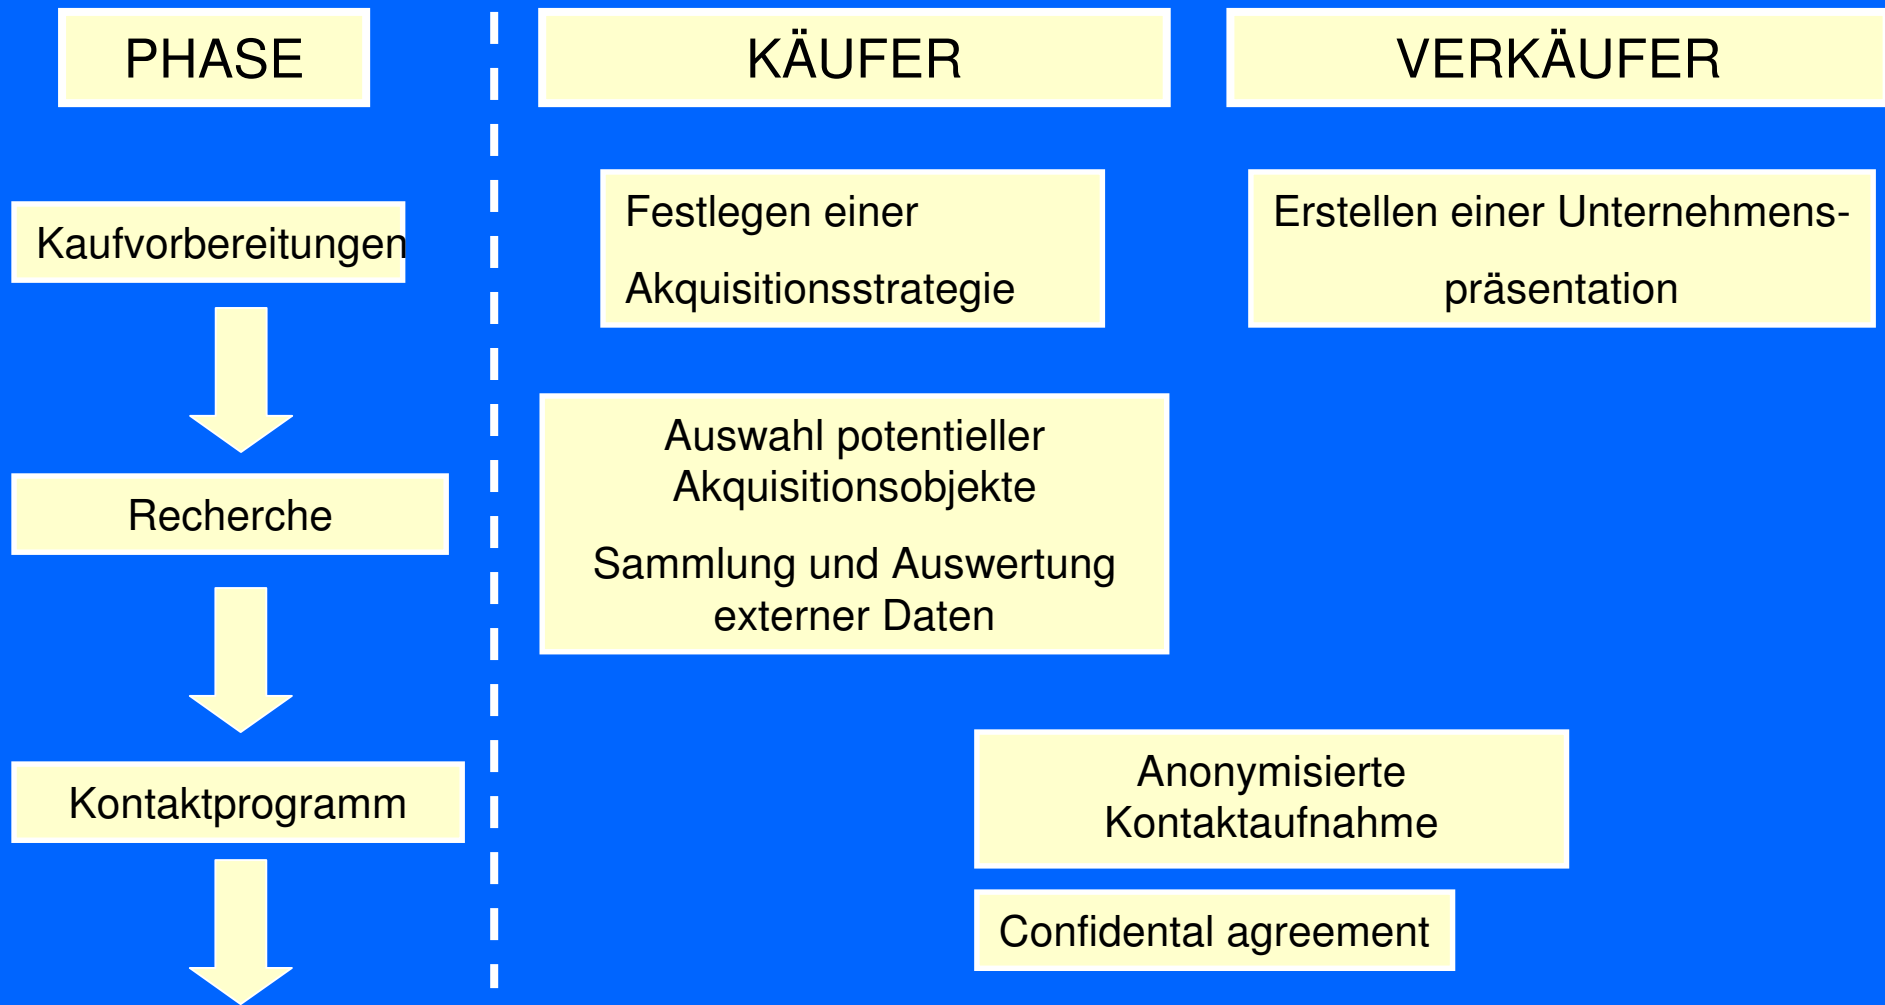 PHASE
KÄUFER
VERKÄUFER
Kaufvorbereitungen
Festlegen einer
Akquisitionsstrategie
Erstellen einer Unternehmens-
präsentation
Recherche
Auswahl potentieller
Akquisitionsobjekte
Sammlung und Auswertung
externer Daten
Kontaktprogramm
Anonymisierte
Kontaktaufnahme
Confidental agreement